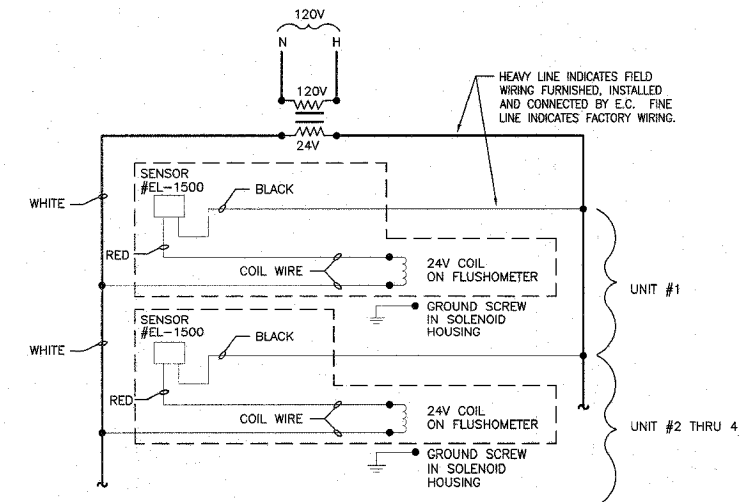 120V
N H
120V
24V
HEAVY LINE INDICATES FIELD
WIRING FURNISHED, INSTALLED
AND CONNECTED BY E.C. FINE
LINE INDICATES FACTORY WIRING.
SENSOR
#EL-1500
BLACK
WHITE
RED
COIL WIRE
24V COIL
ON FLUSHOMETER
UNIT #1
GROUND SCREW
IN SOLENOID
HOUSING
SENSOR
#EL-1500
BLACK
WHITE
RED
COIL WIRE
24V COIL
ON FLUSHOMETER
UNIT #2 THRU 4
GROUND SCREW
IN SOLENOID
HOUSING